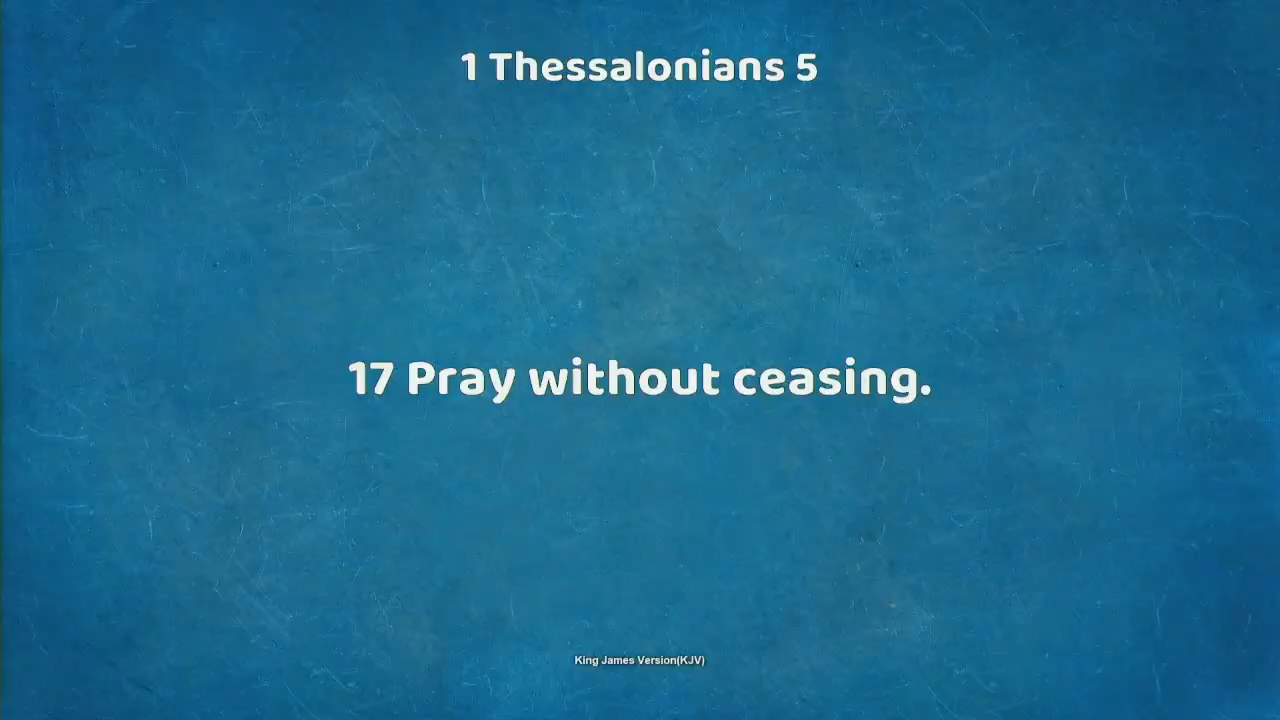 1 Thessalonians 5
17 Pray without ceasing.
King James Version(KJV)